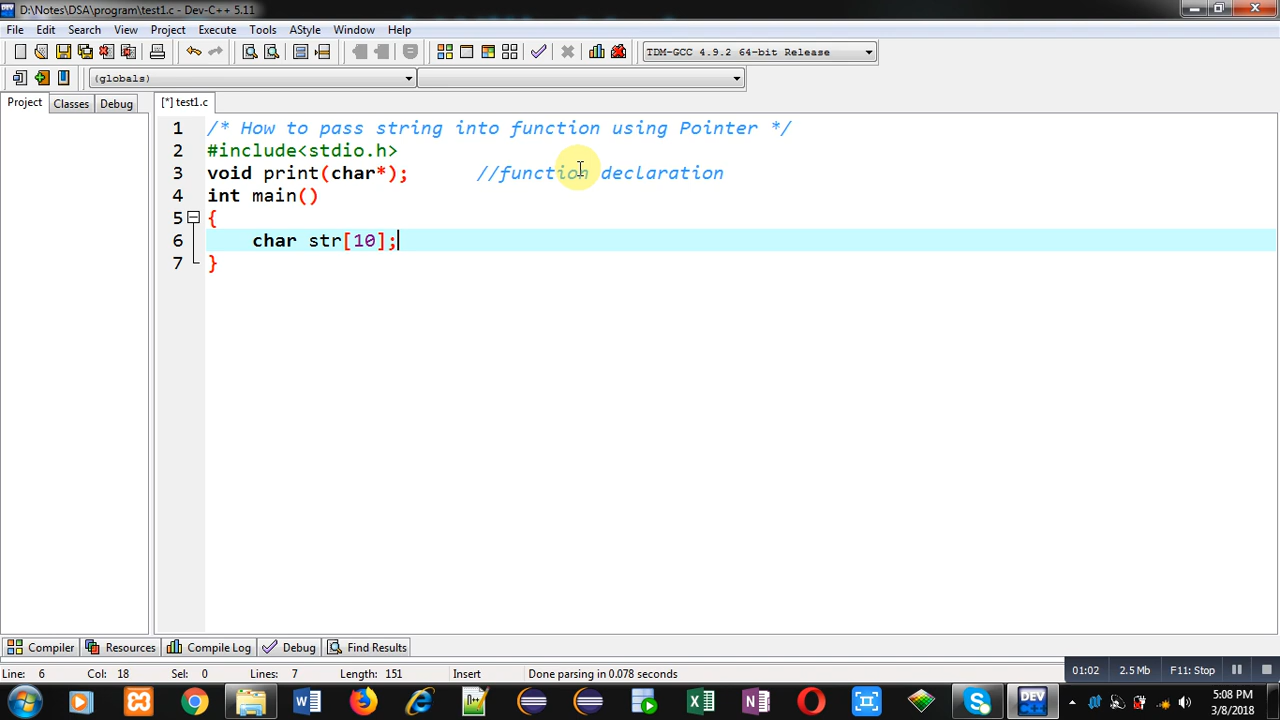 D:\Notes\DSA\program\test1.c - Dev-C++ 5.11
File Edit Search View Project Execute Tools AStyle Window Help
TDM-GCC 4.9.2 64-bit Release
(globals)
Project Classes Debug [*] test1.c
1 /* How to pass string into function using Pointer */
2 #include<stdio.h>
3 void print(char*); //function declaration
4 int main()
5 {
6 char str[10];
7 }
Compiler Resources Compile Log Debug Find Results
Line: 6 Col: 18 Sel: 0 Lines: 7 Length: 151 Insert Done parsing in 0.078 seconds
01:02 2.5 Mb F11: Stop
DEV
5:08 PM
3/8/2018